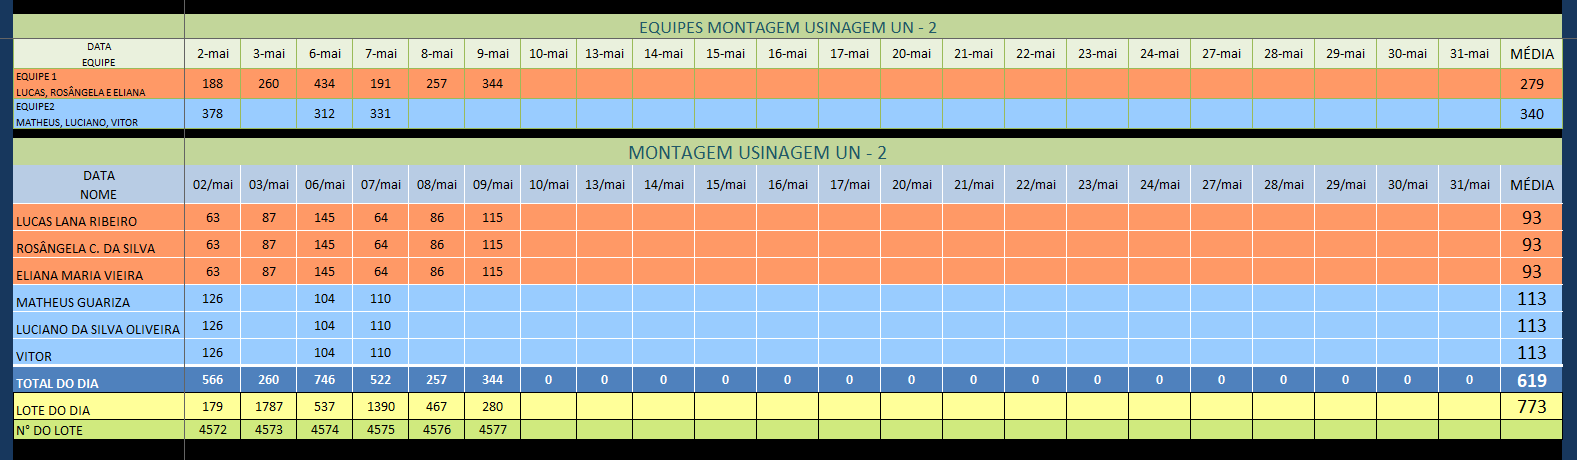 EQUIPES MONTAGEM USINAGEM UN - 2
DATA
EQUIPE
2-mai 3-mai 6-mai 7-mai 8-mai 9-mai 10-mai 13-mai 14-mai 15-mai 16-mai 17-mai 20-mai 21-mai 22-mai 23-mai 24-mai 27-mai 28-mai 29-mai 30-mai 31-mai MÉDIA
EQUIPE 1
LUCAS, ROSÂNGELA E ELIANA
188 260 434 191 257 344 279
EQUIPE2
MATHEUS, LUCIANO, VITOR
378 312 331 340
MONTAGEM USINAGEM UN - 2
DATA
NOME
02/mai 03/mai 06/mai 07/mai 08/mai 09/mai 10/mai 13/mai 14/mai 15/mai 16/mai 17/mai 20/mai 21/mai 22/mai 23/mai 24/mai 27/mai 28/mai 29/mai 30/mai 31/mai MÉDIA
LUCAS LANA RIBEIRO 63 87 145 64 86 115 93
ROSÂNGELA C. DA SILVA 63 87 145 64 86 115 93
ELIANA MARIA VIEIRA 63 87 145 64 86 115 93
MATHEUS GUARIZA 126 104 110 113
LUCIANO DA SILVA OLIVEIRA 126 104 110 113
VITOR 126 104 110 113
TOTAL DO DIA 566 260 746 522 257 344 0 0 0 0 0 0 0 0 0 0 0 0 0 0 0 0 619
LOTE DO DIA 179 1787 537 1390 467 280 773
N° DO LOTE 4572 4573 4574 4575 4576 4577